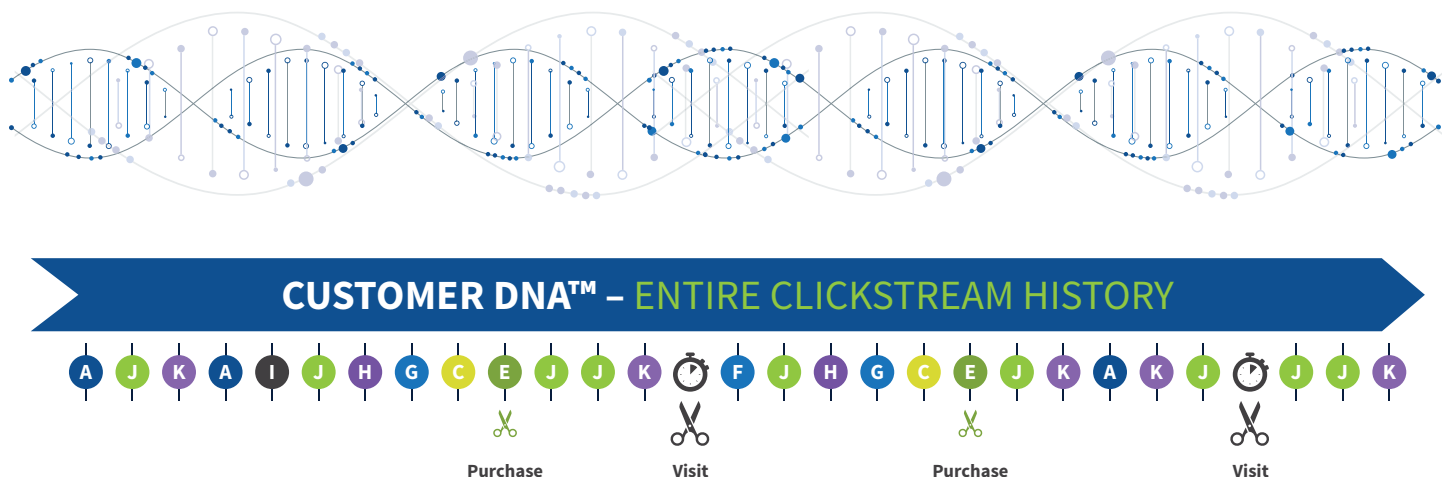 CUSTOMER DNA™ – ENTIRE CLICKSTREAM HISTORY
A J K A I J H G C E J J K F J H G C E J K A K J J J K
Purchase Visit Purchase Visit